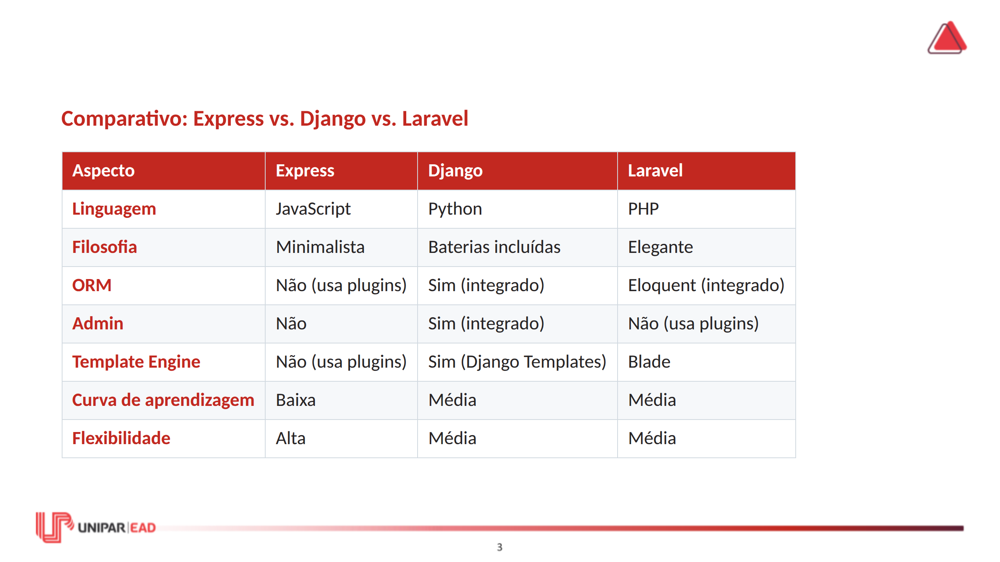 Comparativo: Express vs. Django vs. Laravel
Aspecto Express Django Laravel
Linguagem JavaScript Python PHP
Filosofia Minimalista Baterias incluídas Elegante
ORM Não (usa plugins) Sim (integrado) Eloquent (integrado)
Admin Não Sim (integrado) Não (usa plugins)
Template Engine Não (usa plugins) Sim (Django Templates) Blade
Curva de aprendizagem Baixa Média Média
Flexibilidade Alta Média Média
UNIPAR|EAD
3